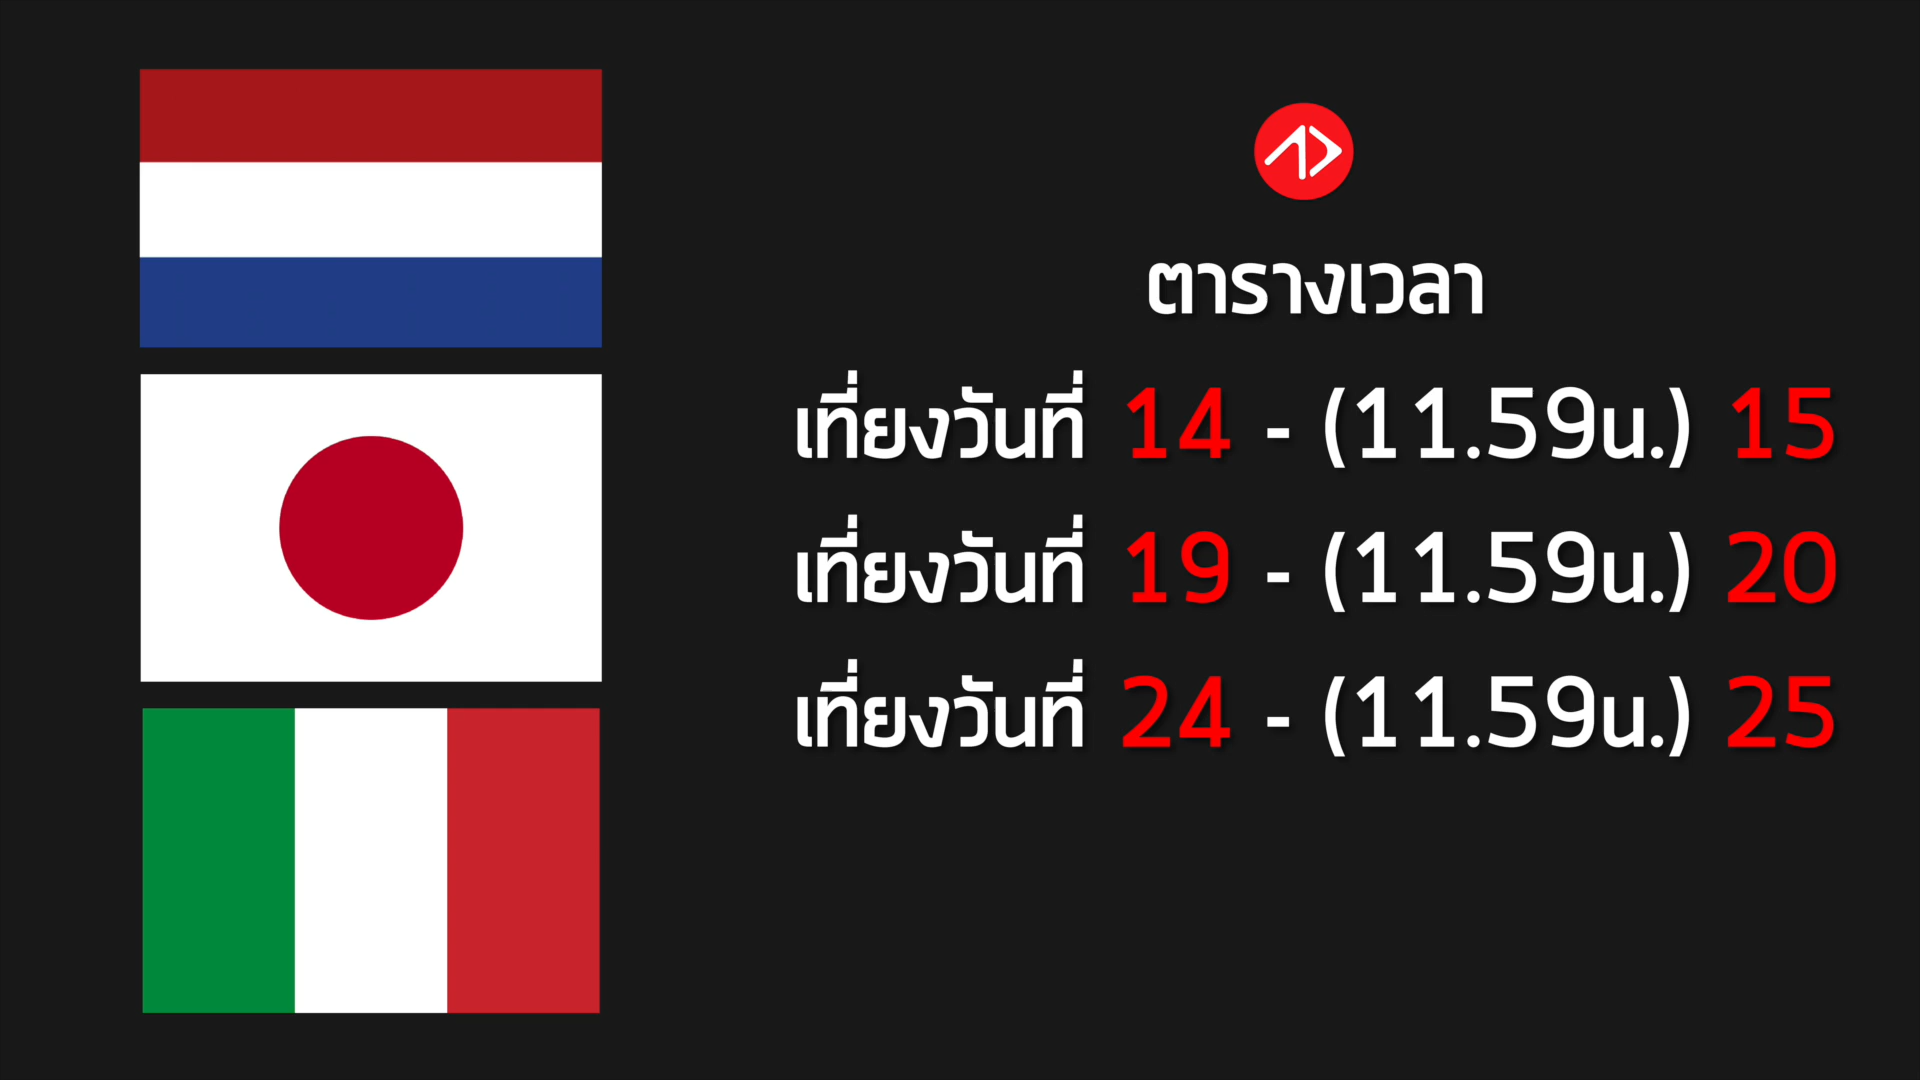 ตารางเวลา
เที่ยงวันที่ 14 - (11.59น.) 15
เที่ยงวันที่ 19 - (11.59น.) 20
เที่ยงวันที่ 24 - (11.59น.) 25